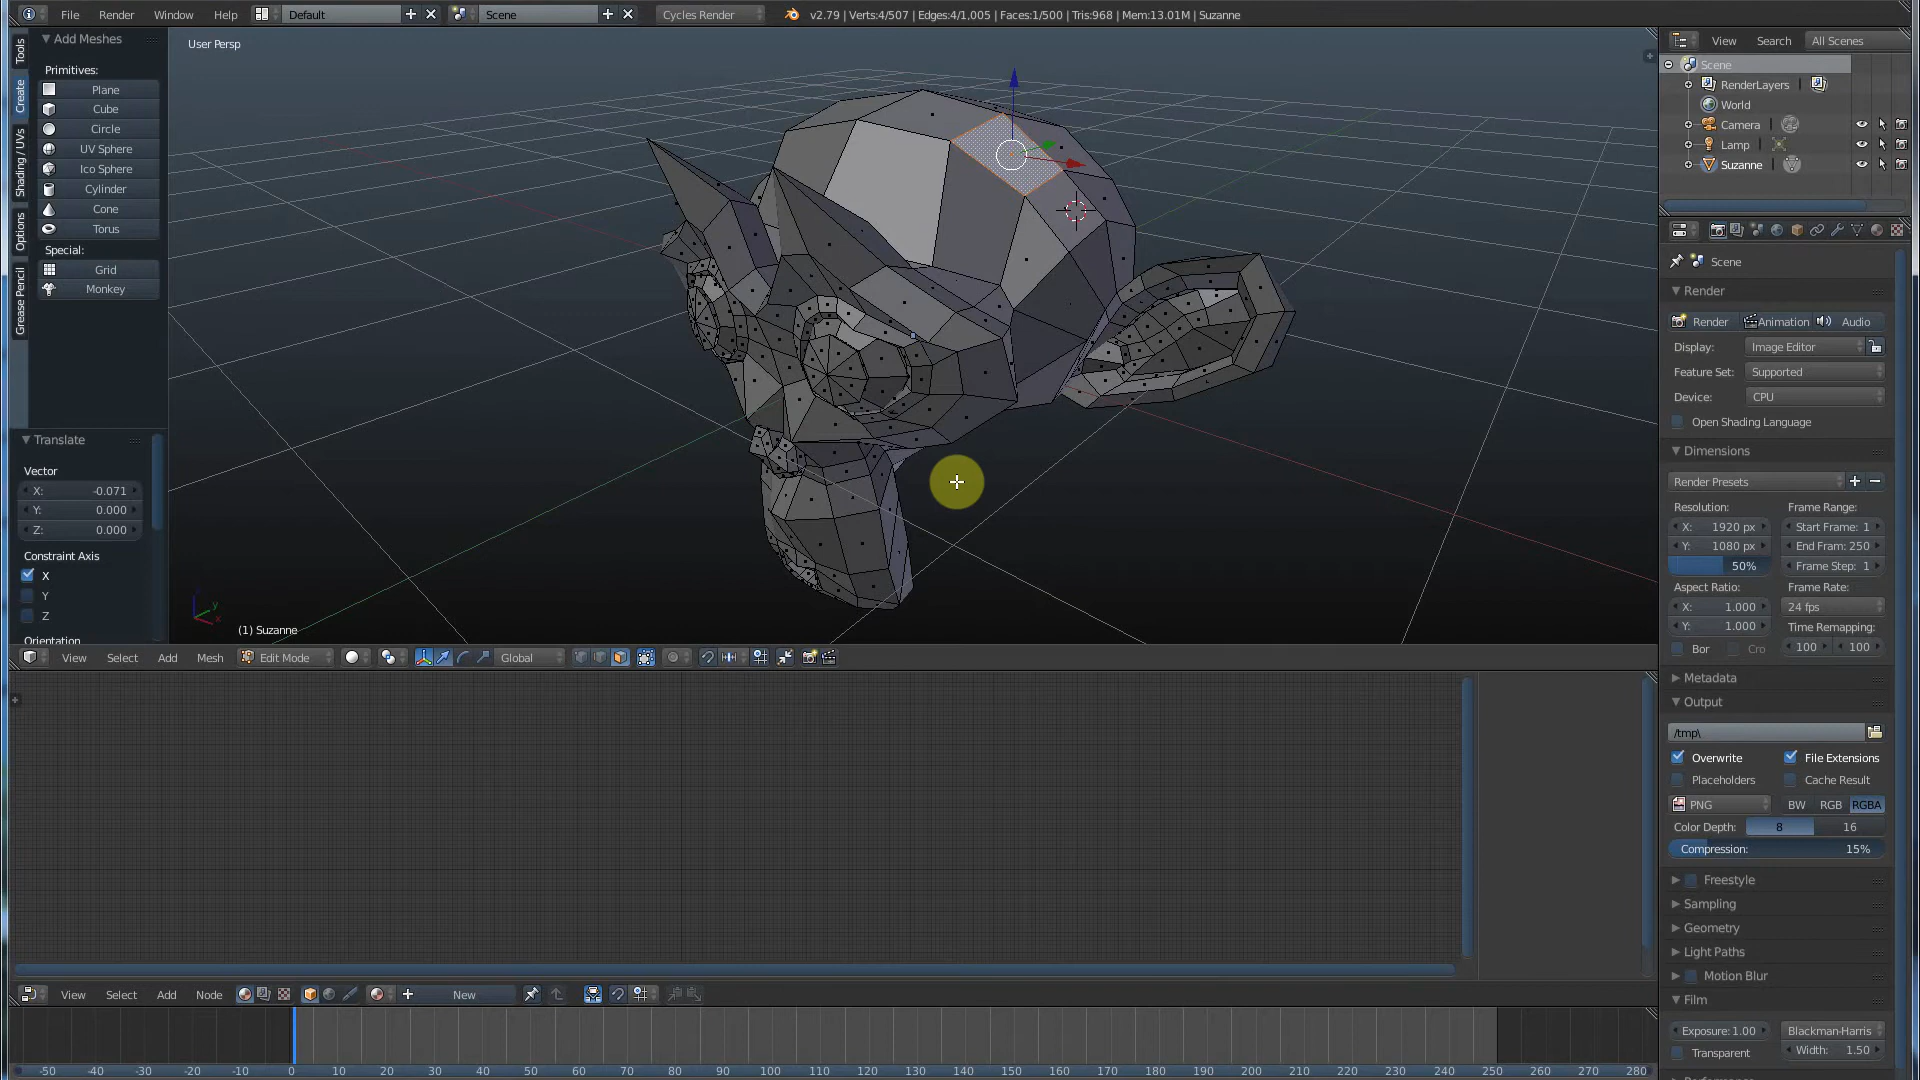 File Render Window Help Default Scene Cycles Render v2.79 | Verts:4/507 | Edges:4/1,005 | Faces:1/500 | Tris:968 | Mem:13.01M | Suzanne
Tools
Create
Shading / UVs
Options
Grease Pencil
Add Meshes
Primitives:
Plane
Cube
Circle
UV Sphere
Ico Sphere
Cylinder
Cone
Torus
Special:
Grid
Monkey
Translate
Vector
X: -0.071
Y: 0.000
Z: 0.000
Constraint Axis
X
Y
Z
Orientation
User Persp
(1) Suzanne
View Select Add Mesh Edit Mode Global
View Select Add Node New
-50 -40 -30 -20 -10 0 10 20 30 40 50 60 70 80 90 100 110 120 130 140 150 160 170 180 190 200 210 220 230 240 250 260 270 280
View Search All Scenes
Scene
RenderLayers
World
Camera
Lamp
Suzanne
Scene
Render
Render Animation Audio
Display: Image Editor
Feature Set: Supported
Device: CPU
Open Shading Language
Dimensions
Render Presets
Resolution: Frame Range:
X: 1920 px Start Frame: 1
Y: 1080 px End Fram: 250
50% Frame Step: 1
Aspect Ratio: Frame Rate:
X: 1.000 24 fps
Y: 1.000 Time Remapping:
Bor Cro 100 100
Metadata
Output
/tmp\
Overwrite File Extensions
Placeholders Cache Result
PNG BW RGB RGBA
Color Depth: 8 16
Compression: 15%
Freestyle
Sampling
Geometry
Light Paths
Motion Blur
Film
Exposure:1.00 Blackman-Harris
Transparent Width: 1.50